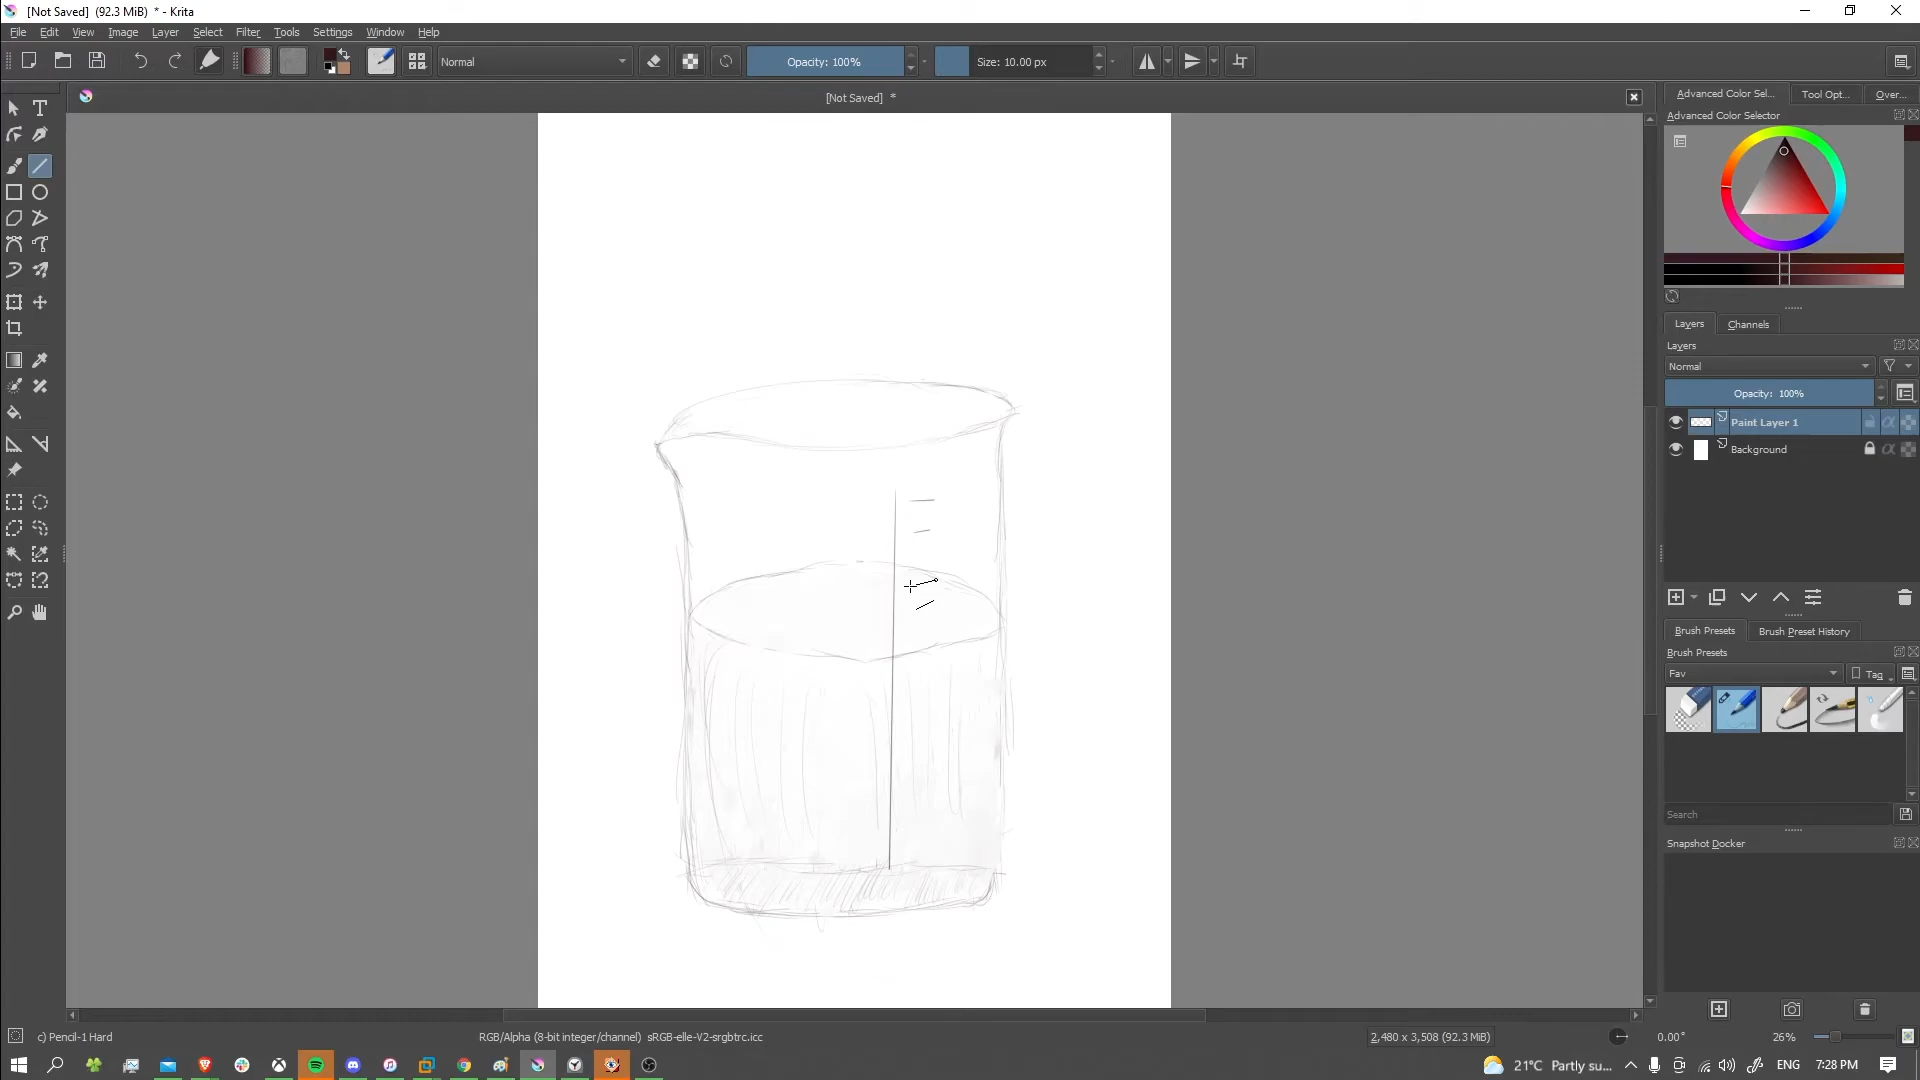 [Not Saved] (92.3 MiB) * - Krita
File Edit View Image Layer Select Filter Tools Settings Window Help
Normal Opacity: 100% Size: 10.00 px
[Not Saved] *
Advanced Color Sel... Tool Opt... Over...
Advanced Color Selector
Layers Channels
Layers
Normal
Opacity: 100%
Paint Layer 1
Background
Brush Presets Brush Preset History
Brush Presets
Fav Tag
Search
Snapshot Docker
c) Pencil-1 Hard RGB/Alpha (8-bit integer/channel) sRGB-elle-V2-srgbtrc.icc 2,480 x 3,508 (92.3 MiB) 0.00° 26%
21°C Partly su... ENG 7:28 PM